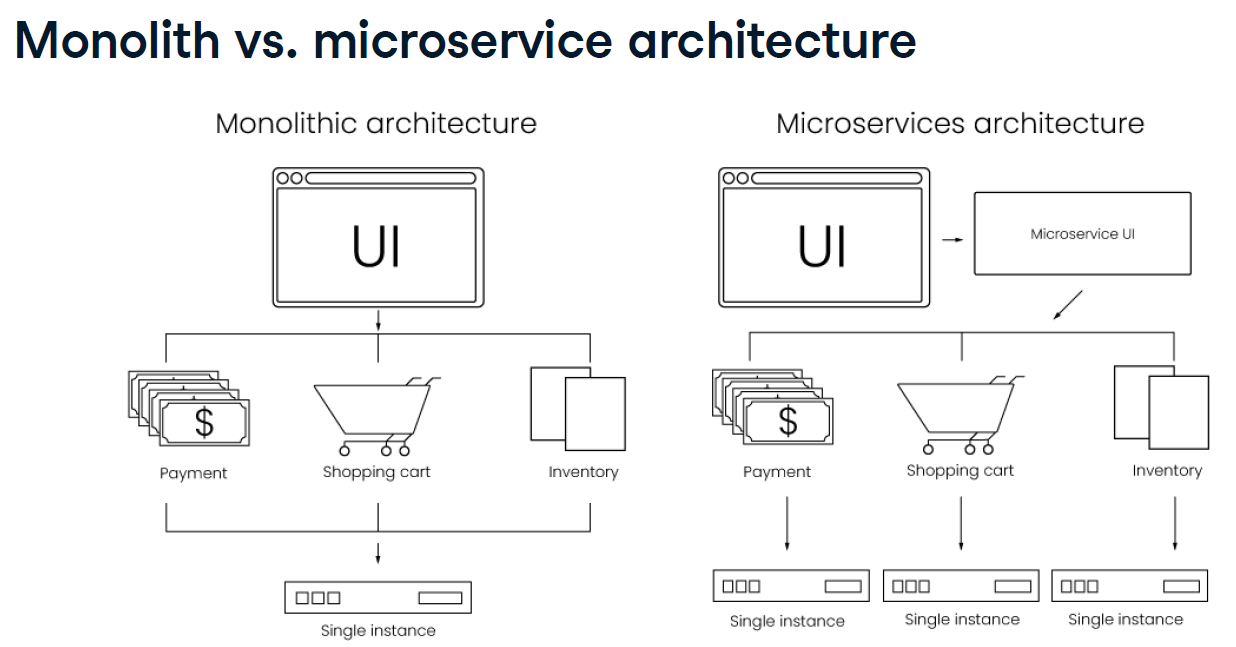 Monolith vs. microservice architecture
Monolithic architecture
UI
$
Payment
Shopping cart
Inventory
Single instance
Microservices architecture
UI
Microservice UI
$
Payment
Shopping cart
Inventory
Single instance
Single instance
Single instance